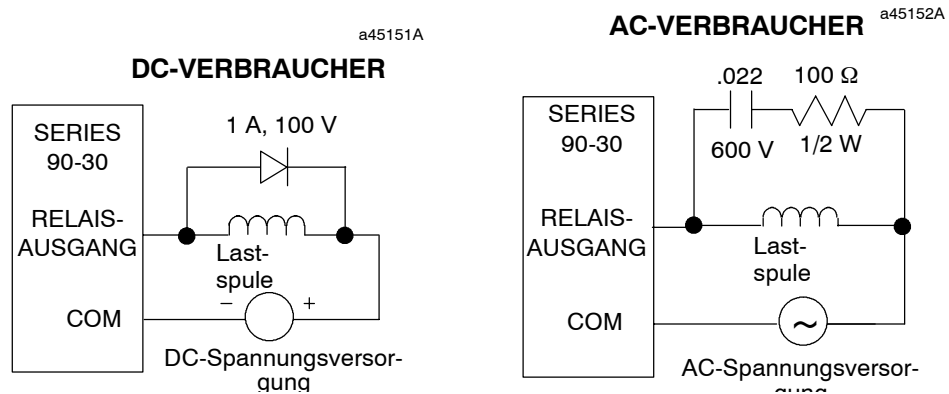 a45151A
DC-VERBRAUCHER
SERIES
90-30
1 A, 100 V
RELAIS-
AUSGANG
Last-
spule
COM
− +
DC-Spannungsversor-
gung
a45152A
AC-VERBRAUCHER
SERIES
90-30
.022 100 Ω
600 V 1/2 W
RELAIS-
AUSGANG
Last-
spule
COM
~
AC-Spannungsversor-
gung